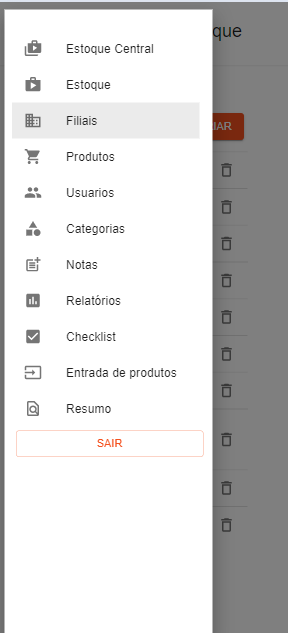 que
Estoque Central
Estoque
Filiais
IAR
Produtos
Usuarios
Categorias
Notas
Relatórios
Checklist
Entrada de produtos
Resumo
SAIR